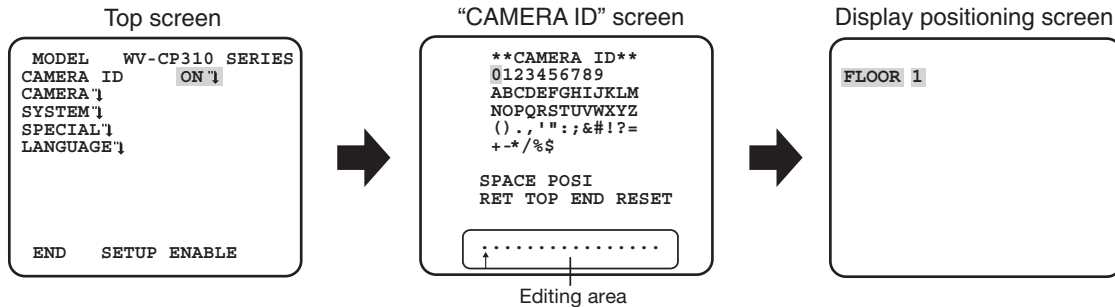 Top screen
MODEL WV-CP310 SERIES
CAMERA ID ON
CAMERA
SYSTEM
SPECIAL
LANGUAGE
END SETUP ENABLE
“CAMERA ID” screen
**CAMERA ID**
0123456789
ABCDEFGHIJKLM
NOPQRSTUVWXYZ
().,'":;&#!?=
+-*/%$
SPACE POSI
RET TOP END RESET
................
Editing area
Display positioning screen
FLOOR 1